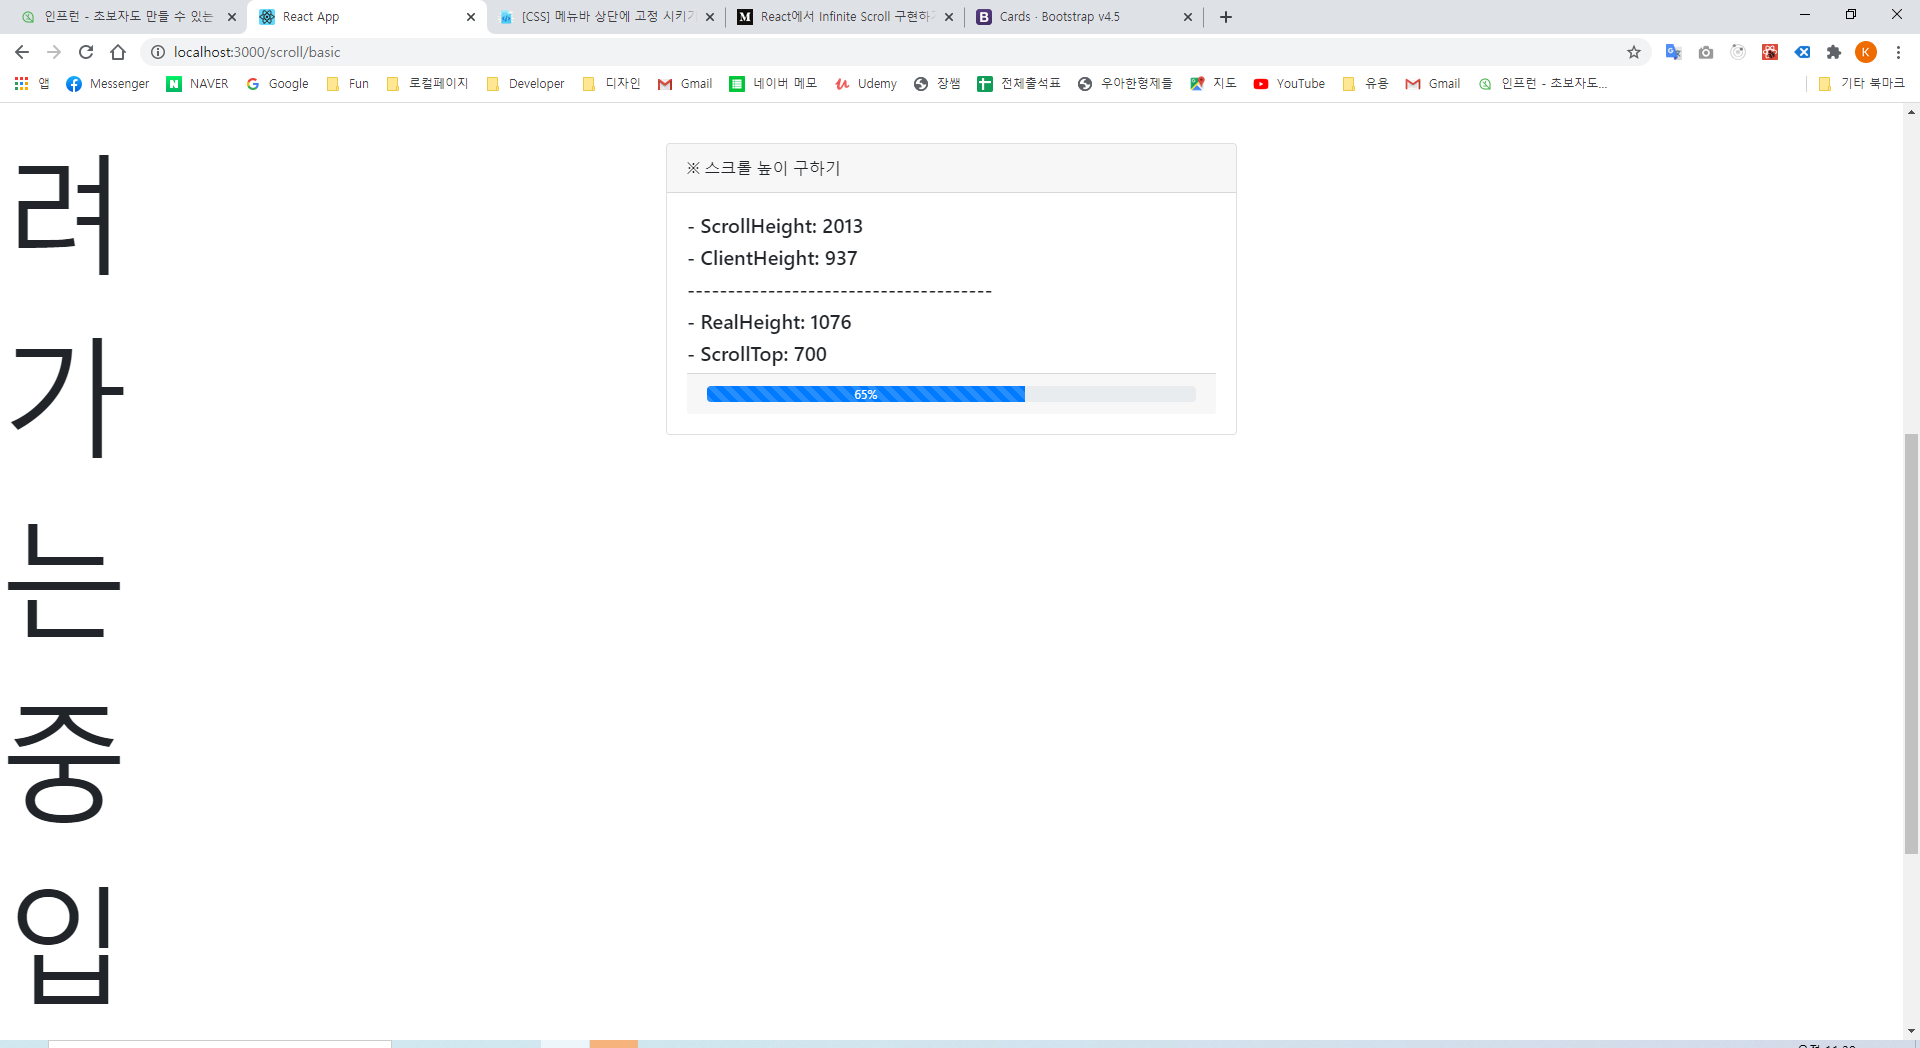 인프런 - 초보자도 만들 수 있는
React App
[CSS] 메뉴바 상단에 고정 시키기
React에서 Infinite Scroll 구현하기
Cards · Bootstrap v4.5
localhost:3000/scroll/basic
K
앱
Messenger
NAVER
Google
Fun
로컬페이지
Developer
디자인
Gmail
네이버 메모
Udemy
장쌤
전체출석표
우아한형제들
지도
YouTube
유용
Gmail
인프런 - 초보자도...
기타 북마크
※ 스크롤 높이 구하기
- ScrollHeight: 2013
- ClientHeight: 937
--------------------------------------
- RealHeight: 1076
- ScrollTop: 700
65%
려
가
는
중
입